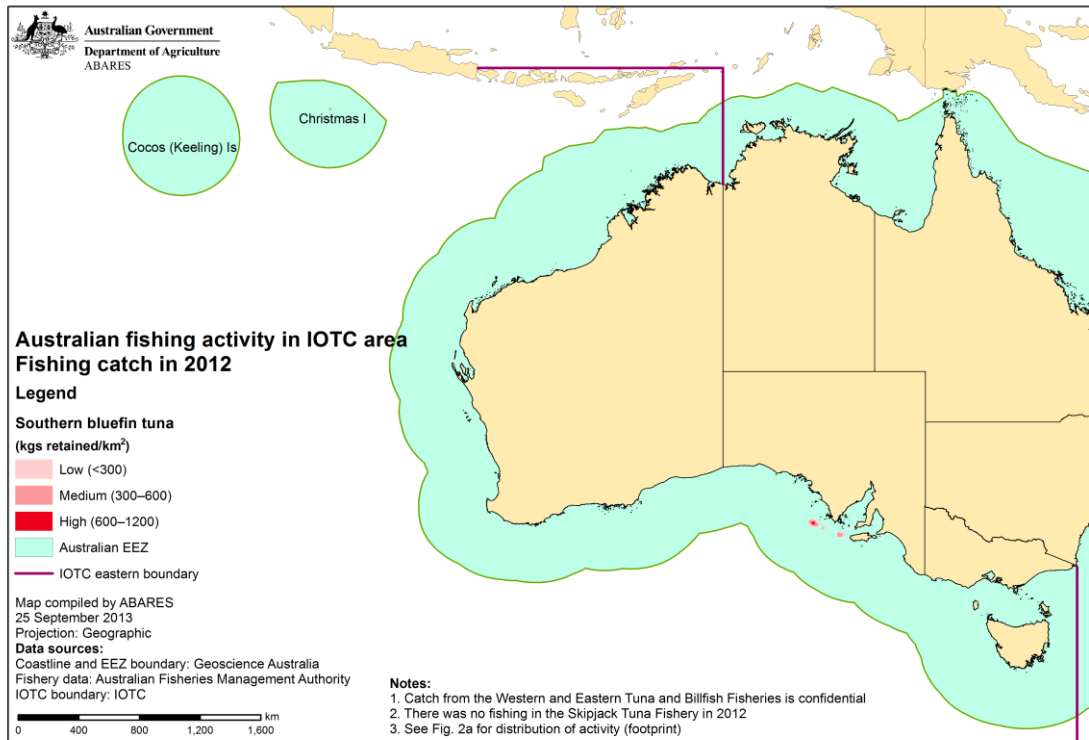 Australian Government
Department of Agriculture
ABARES
Cocos (Keeling) Is
Christmas I
Australian fishing activity in IOTC area
Fishing catch in 2012
Legend
Southern bluefin tuna
(kgs retained/km²)
Low (<300)
Medium (300–600)
High (600–1200)
Australian EEZ
IOTC eastern boundary
Map compiled by ABARES
25 September 2013
Projection: Geographic
Data sources:
Coastline and EEZ boundary: Geoscience Australia
Fishery data: Australian Fisheries Management Authority
IOTC boundary: IOTC
km
0 400 800 1,200 1,600
Notes:
1. Catch from the Western and Eastern Tuna and Billfish Fisheries is confidential
2. There was no fishing in the Skipjack Tuna Fishery in 2012
3. See Fig. 2a for distribution of activity (footprint)